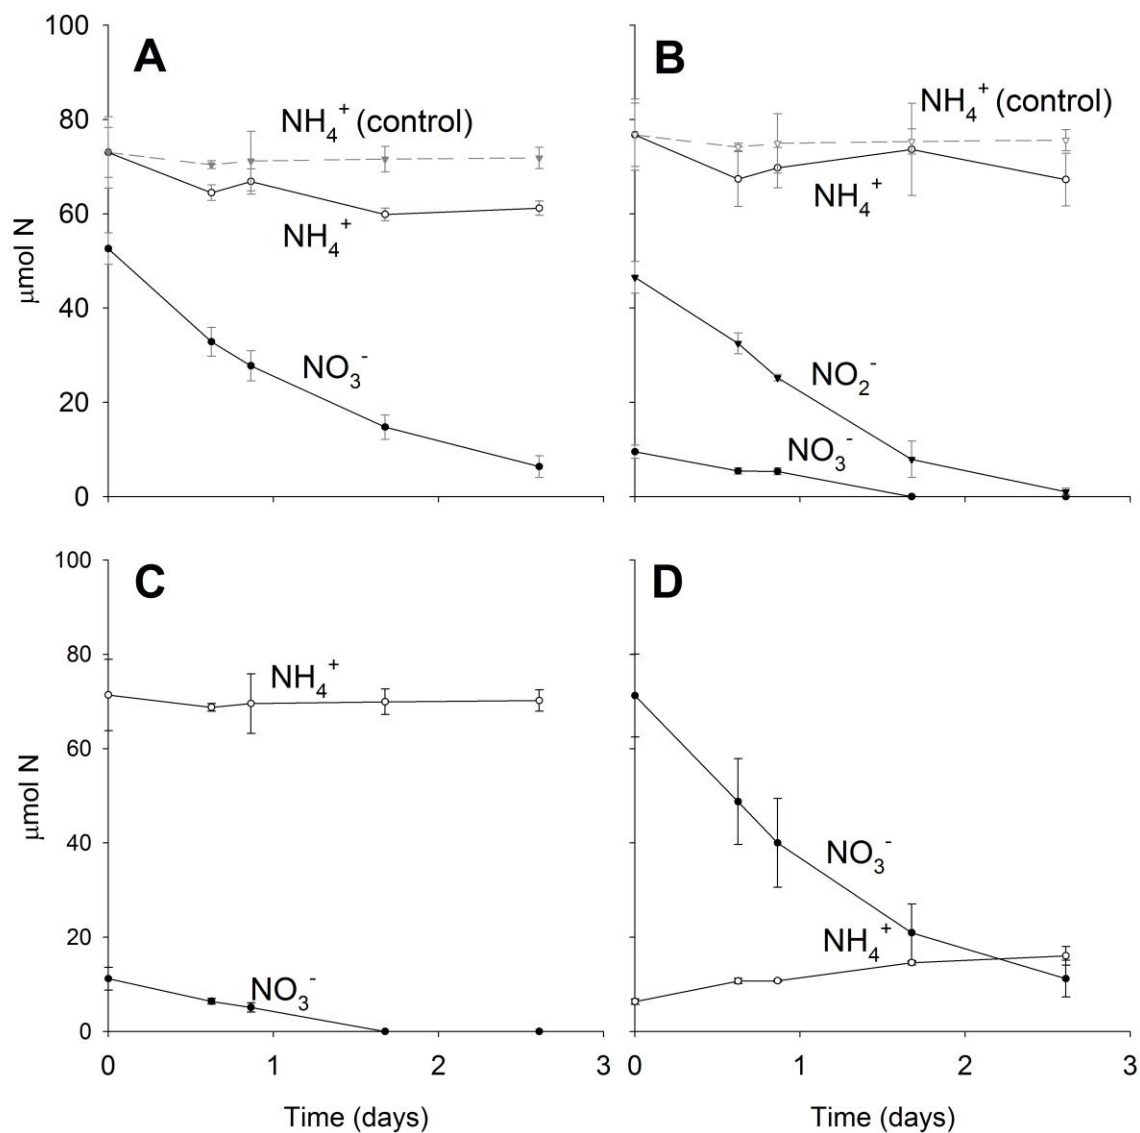 100
80
60
40
20
0
µmol N
A
NH₄⁺ (control)
NH₄⁺
NO₃⁻
B
NH₄⁺ (control)
NH₄⁺
NO₂⁻
NO₃⁻
100
80
60
40
20
0
µmol N
C
NH₄⁺
NO₃⁻
0 1 2 3
Time (days)
D
NO₃⁻
NH₄⁺
0 1 2 3
Time (days)